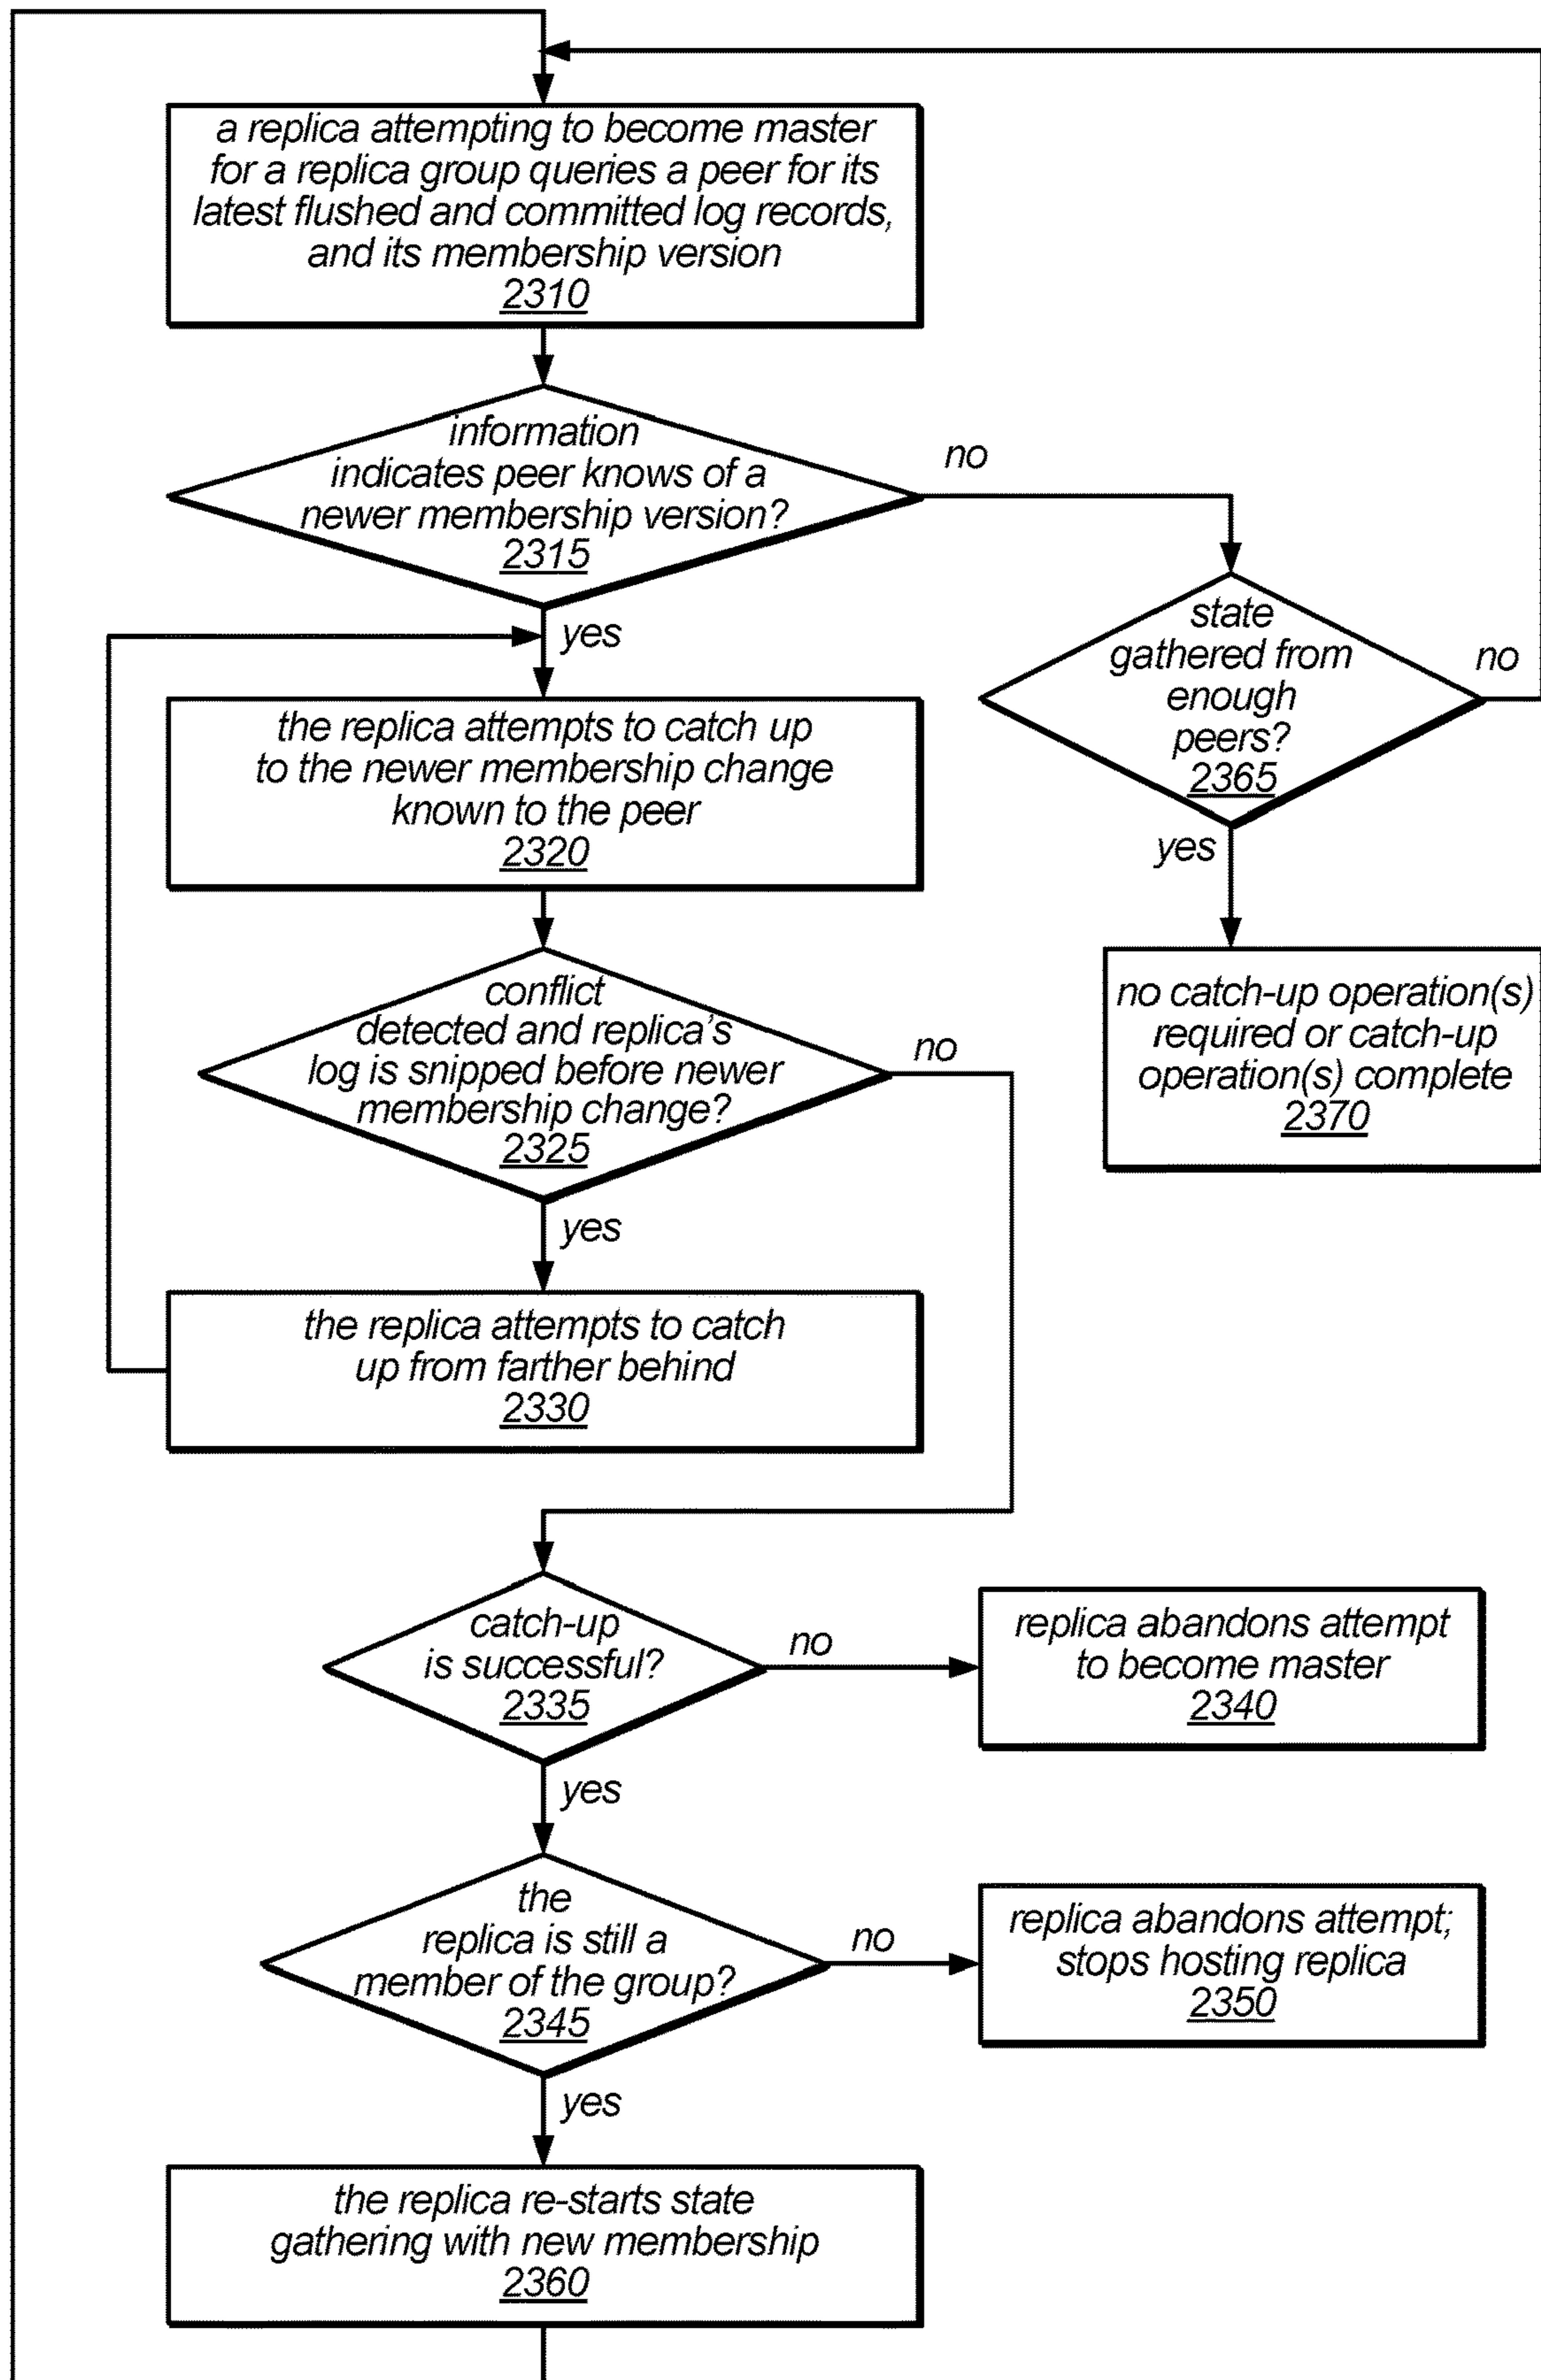 a replica attempting to become master
for a replica group queries a peer for its
latest flushed and committed log records,
and its membership version
2310
information
indicates peer knows of a
newer membership version?
2315
no
yes
state
gathered from
enough
peers?
2365
no
yes
the replica attempts to catch up
to the newer membership change
known to the peer
2320
no catch-up operation(s)
required or catch-up
operation(s) complete
2370
conflict
detected and replica's
log is snipped before newer
membership change?
2325
no
yes
the replica attempts to catch
up from farther behind
2330
catch-up
is successful?
2335
no
replica abandons attempt
to become master
2340
yes
the
replica is still a
member of the group?
2345
no
replica abandons attempt;
stops hosting replica
2350
yes
the replica re-starts state
gathering with new membership
2360